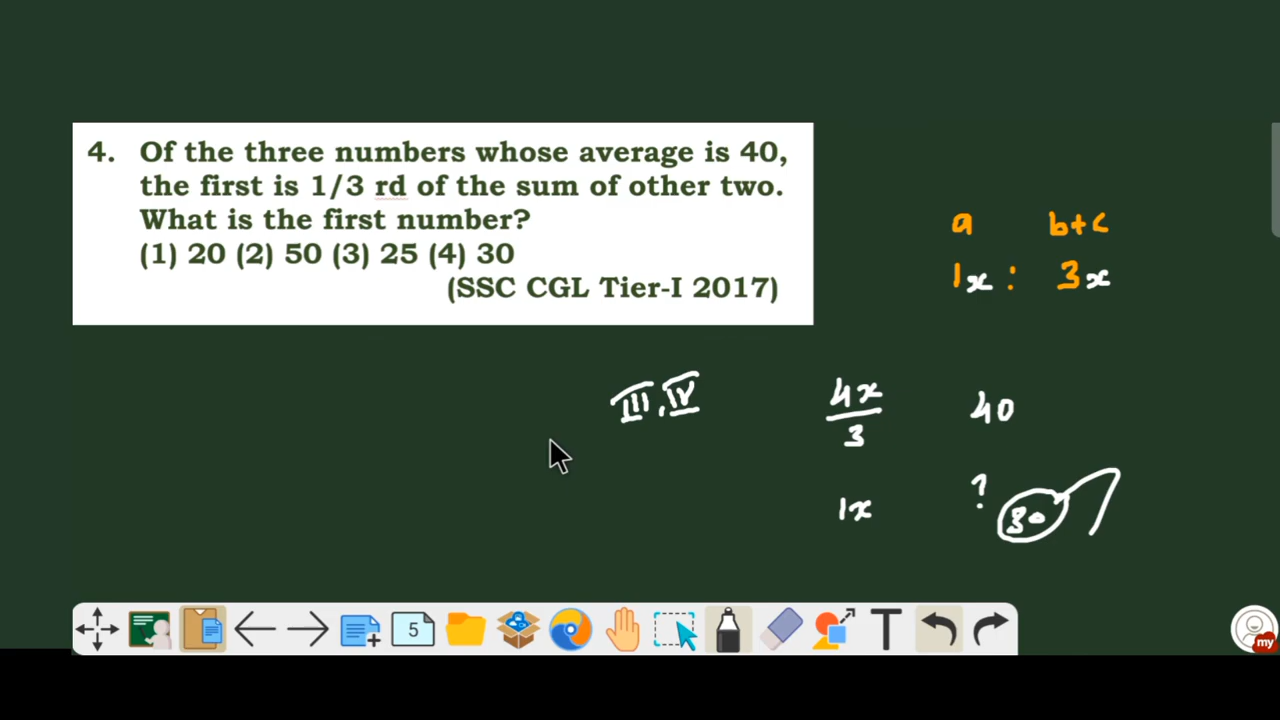 4. Of the three numbers whose average is 40,
the first is 1/3 rd of the sum of other two.
What is the first number?
(1) 20 (2) 50 (3) 25 (4) 30
(SSC CGL Tier-I 2017)
a b+c
1x : 3x
III, IV 4x/3 40
1x ? 30
5 T
my